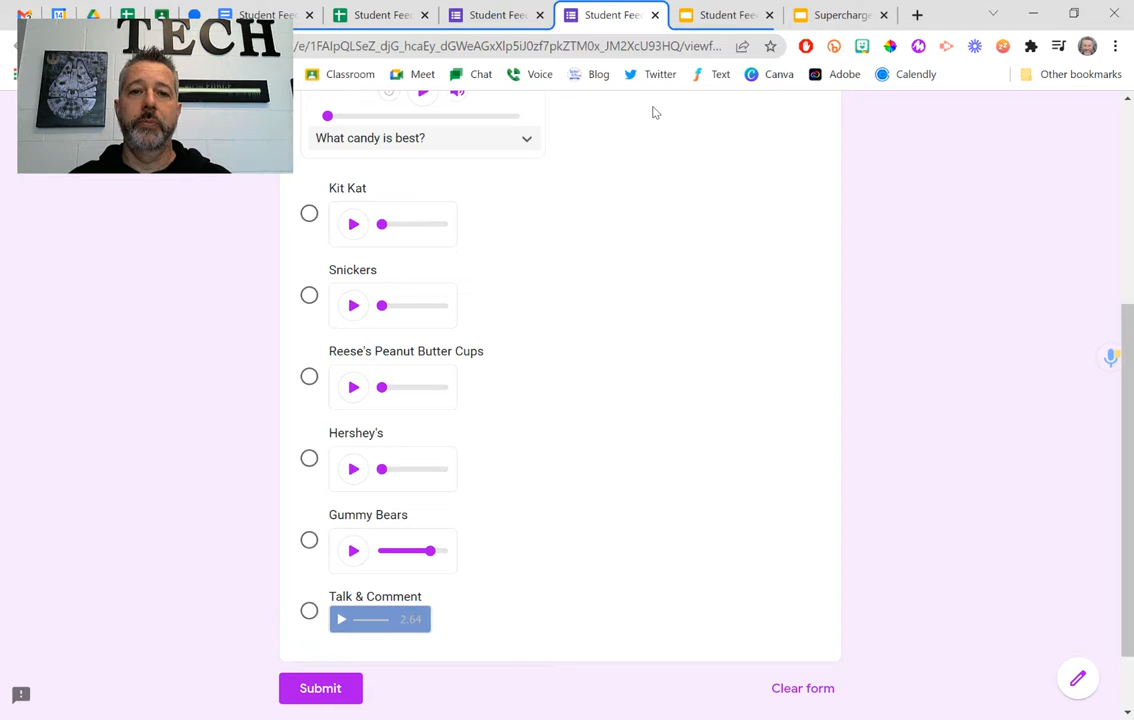 Student Fee
Student Fee
Student Fee
Student Fee
Student Fee
Supercharge
TECH
/e/1FAIpQLSeZ_djG_hcaEy_dGWeAGxXlp5iJ0zf7pkZTM0x_JM2XcU93HQ/viewf...
Classroom
Meet
Chat
Voice
Blog
Twitter
Text
Canva
Adobe
Calendly
Other bookmarks
What candy is best?
Kit Kat
Snickers
Reese's Peanut Butter Cups
Hershey's
Gummy Bears
Talk & Comment
2.64
Submit
Clear form